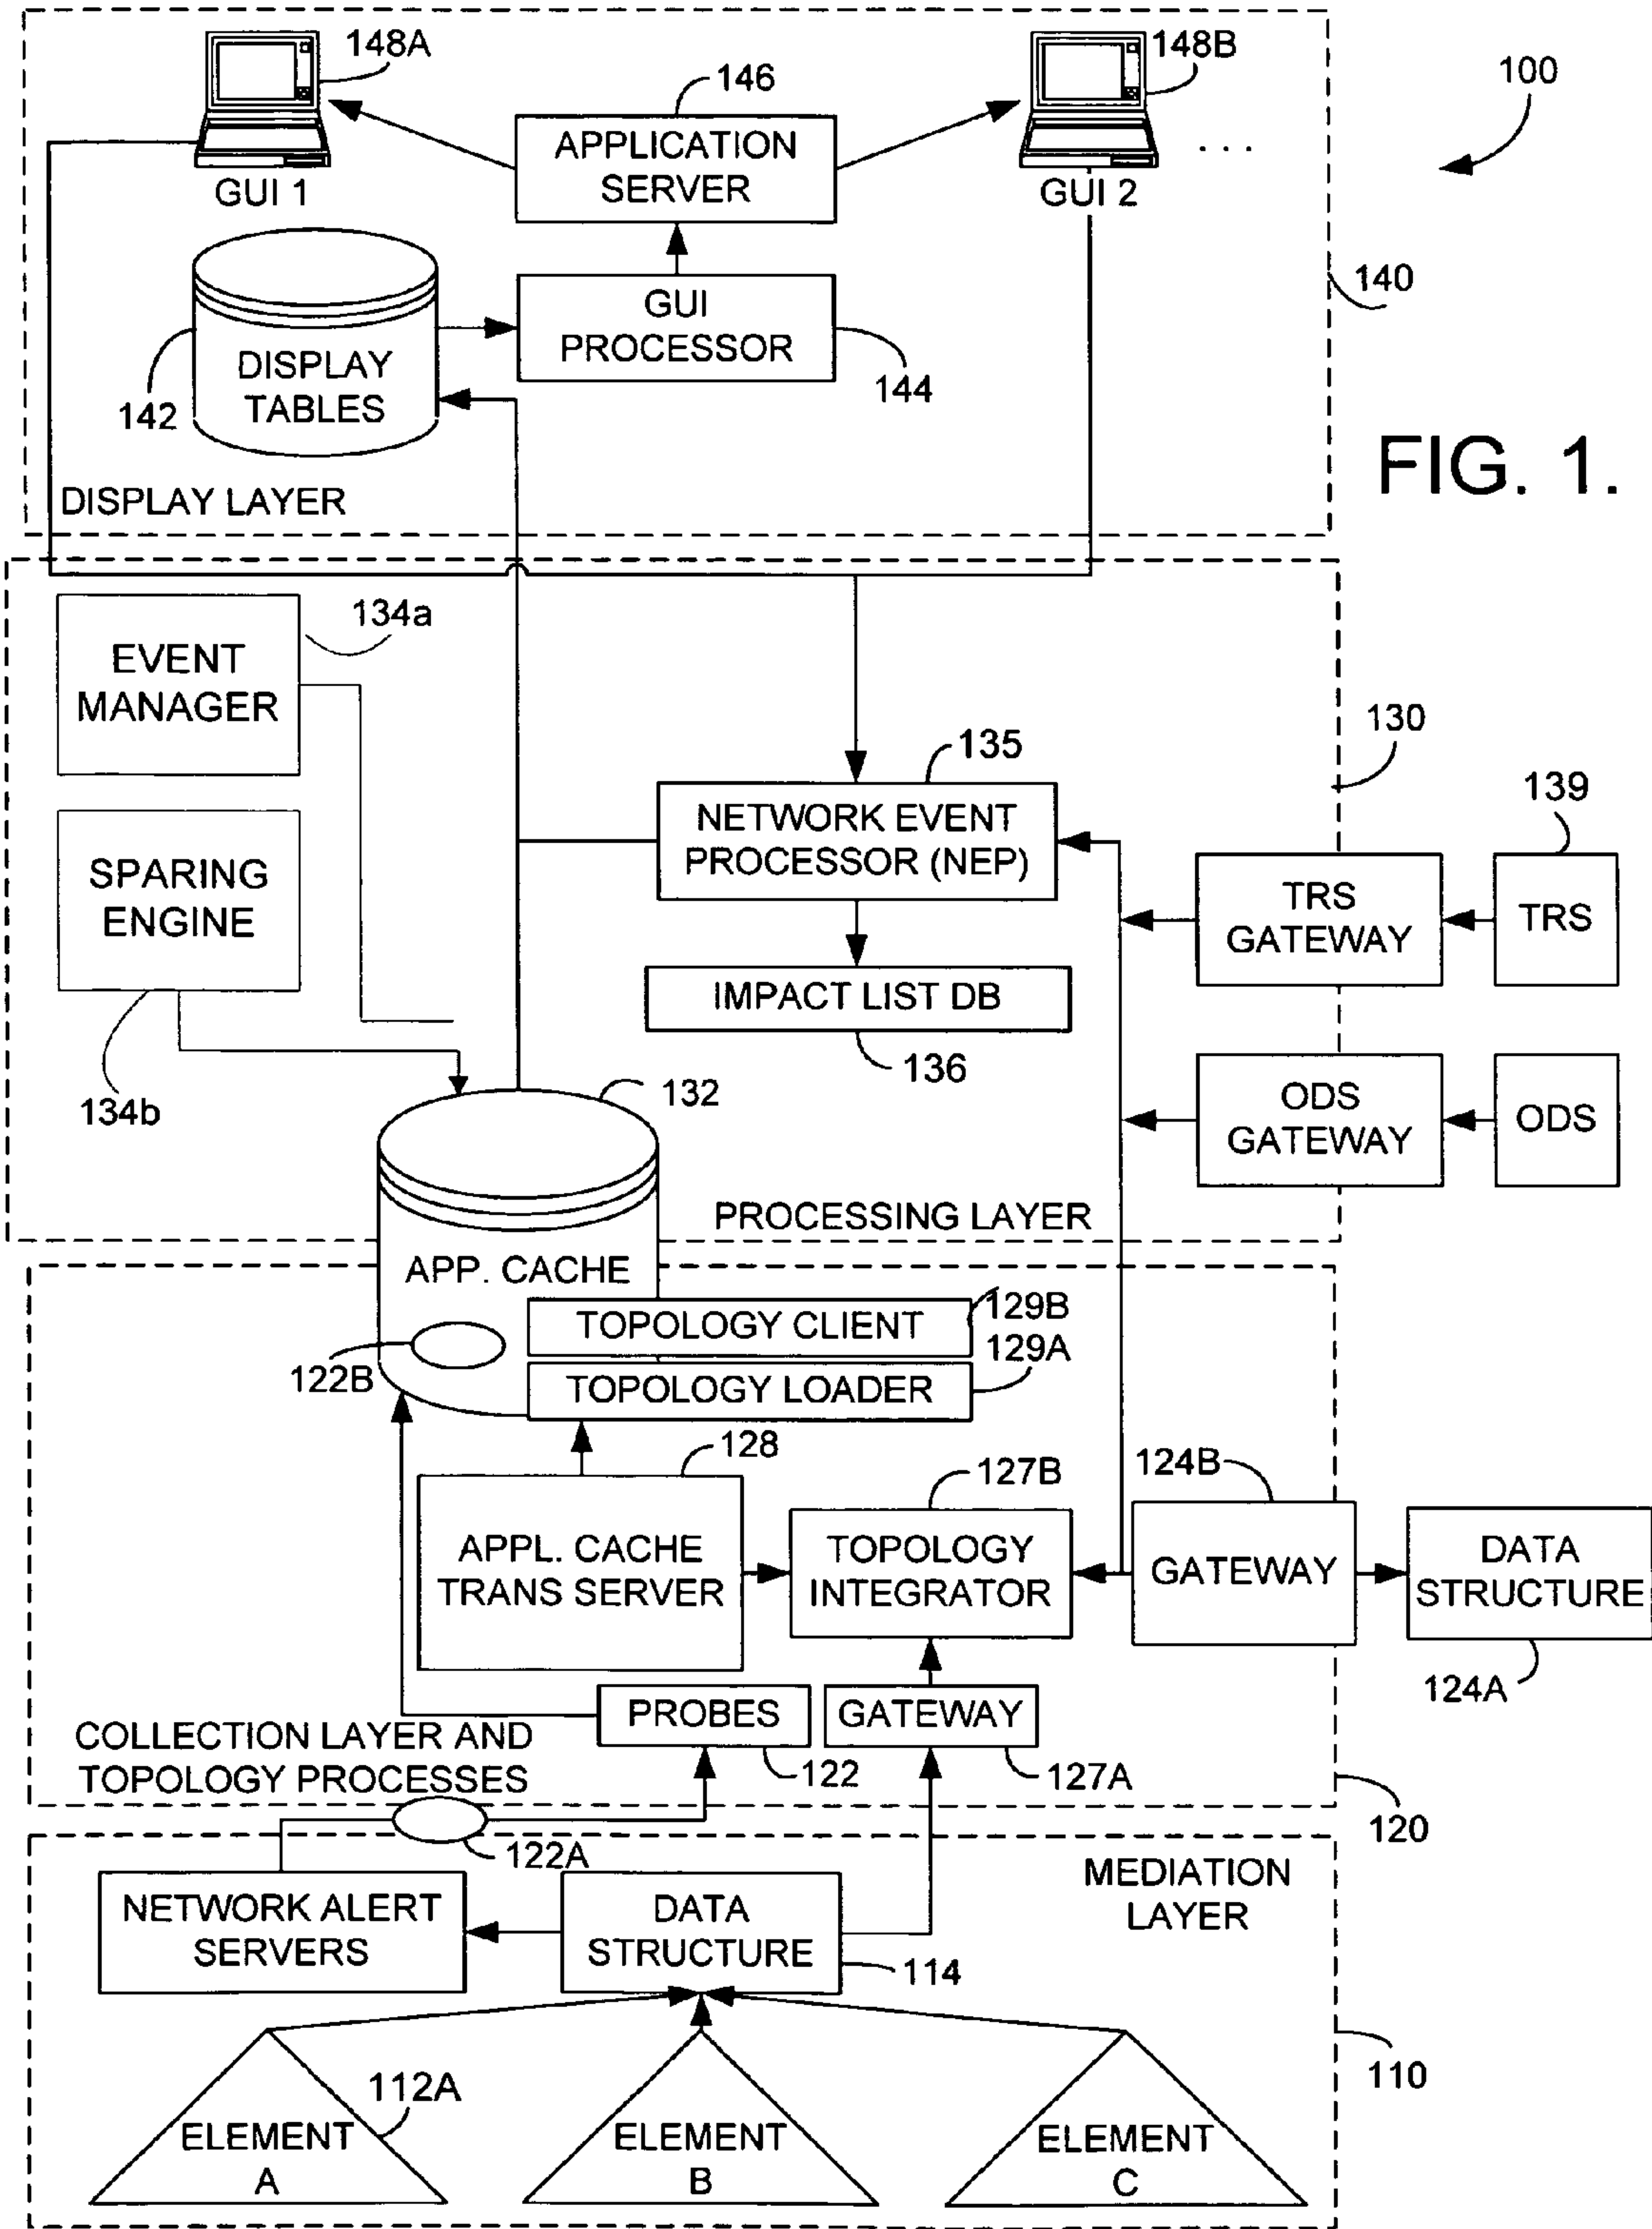 148A
148B
146
100
APPLICATION
SERVER
. . .
GUI 1
GUI 2
140
GUI
PROCESSOR
DISPLAY
TABLES
142
144
FIG. 1.
DISPLAY LAYER
134a
EVENT
MANAGER
130
135
139
NETWORK EVENT
PROCESSOR (NEP)
SPARING
ENGINE
TRS
GATEWAY
TRS
IMPACT LIST DB
136
132
134b
ODS
GATEWAY
ODS
PROCESSING LAYER
APP. CACHE
129B
TOPOLOGY CLIENT
129A
122B
TOPOLOGY LOADER
128
127B
124B
APPL. CACHE
TRANS SERVER
TOPOLOGY
INTEGRATOR
GATEWAY
DATA
STRUCTURE
124A
PROBES
GATEWAY
COLLECTION LAYER AND
TOPOLOGY PROCESSES
122
127A
120
122A
MEDIATION
LAYER
NETWORK ALERT
SERVERS
DATA
STRUCTURE
114
110
112A
ELEMENT
A
ELEMENT
B
ELEMENT
C